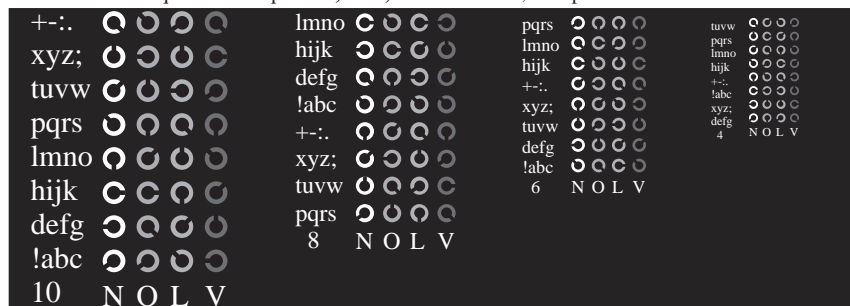 +-:.
xyz;
tuvw
pqrs
lmno
hijk
defg
!abc
10 N O L V
lmno
hijk
defg
!abc
+-:.
xyz;
tuvw
pqrs
8 N O L V
pqrs
lmno
hijk
+-:.
xyz;
tuvw
defg
!abc
6 N O L V
tuvw
pqrs
lmno
hijk
+-:.
!abc
xyz;
defg
4 N O L V